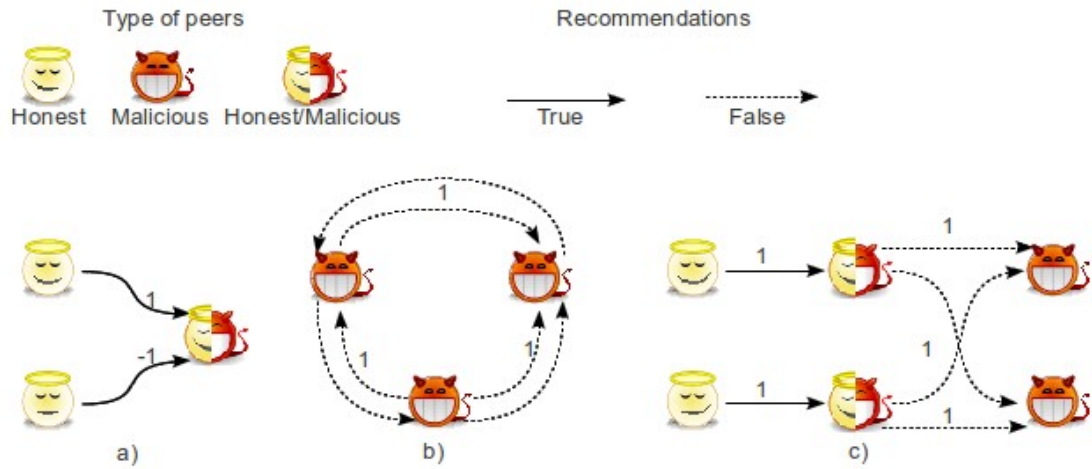 Type of peers Recommendations
Honest Malicious Honest/Malicious True False
1 1
1 1
1
-1 1 1 1
1 1
a) b) c)